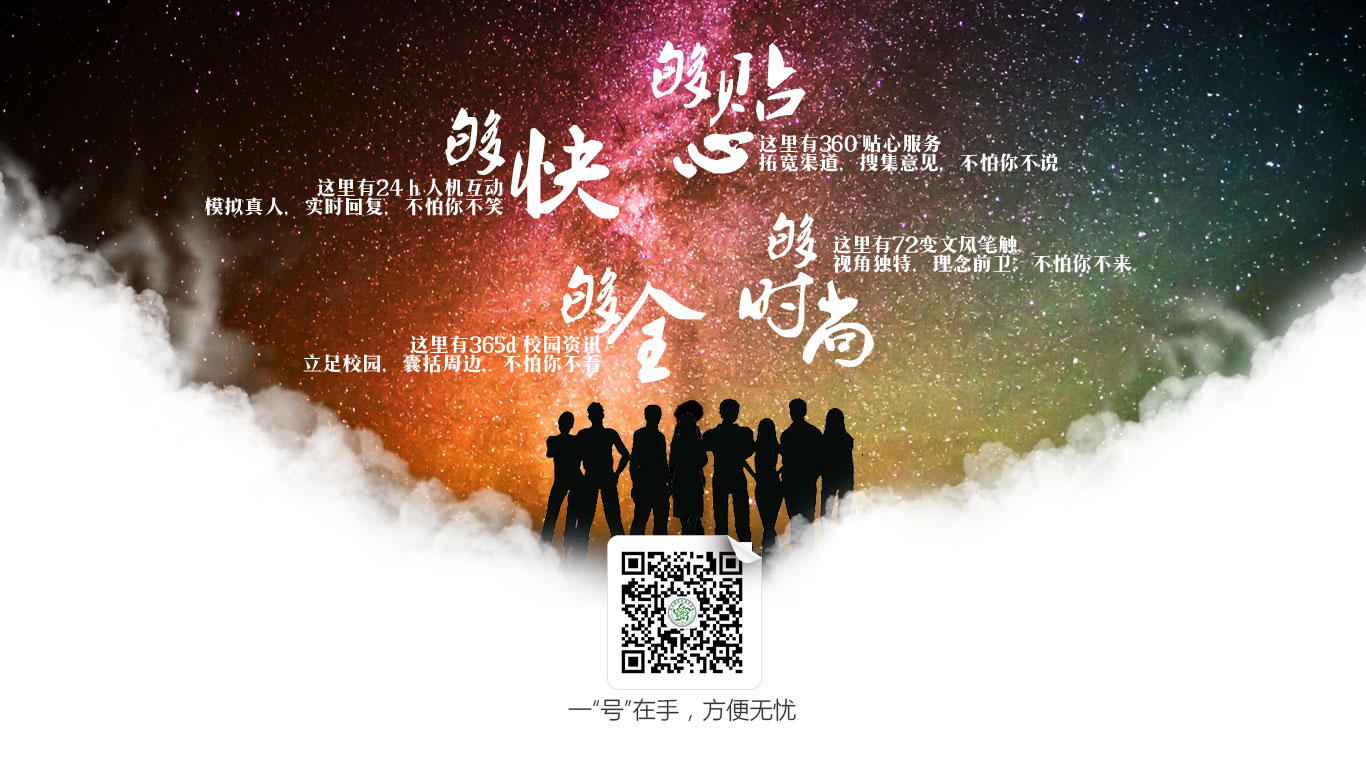 够贴心
这里有360°贴心服务
拓宽渠道，搜集意见，不怕你不说
够快
这里有24 h 人机互动
模拟真人，实时回复，不怕你不笑
够时尚
这里有72变文风笔触，
视角独特，理念前卫，不怕你不来，
够全
这里有365d 校园资讯
立足校园，囊括周边，不怕你不看
一“号”在手，方便无忧